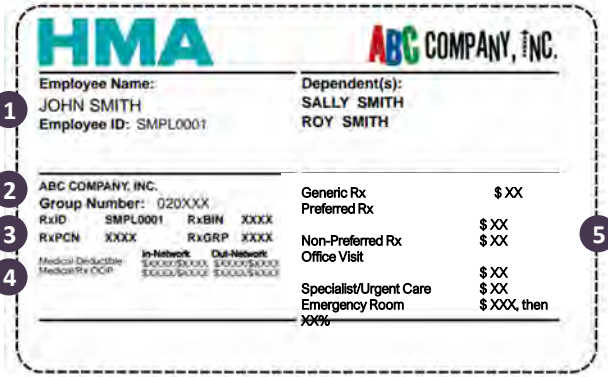 HMA
ABC COMPANY, INC.
Employee Name:
JOHN SMITH
Employee ID: SMPL0001
Dependent(s):
SALLY SMITH
ROY SMITH
1
ABC COMPANY, INC.
Group Number: 020XXX
RxID SMPL0001 RxBIN XXXX
RxPCN XXXX RxGRP XXXX
In-Network Out-Network
Medical Deductible
Medical/Rx OOP
2
3
4
Generic Rx $ XX
Preferred Rx
$ XX
Non-Preferred Rx $ XX
Office Visit
$ XX
Specialist/Urgent Care $ XX
Emergency Room $ XXX, then
XX%
5